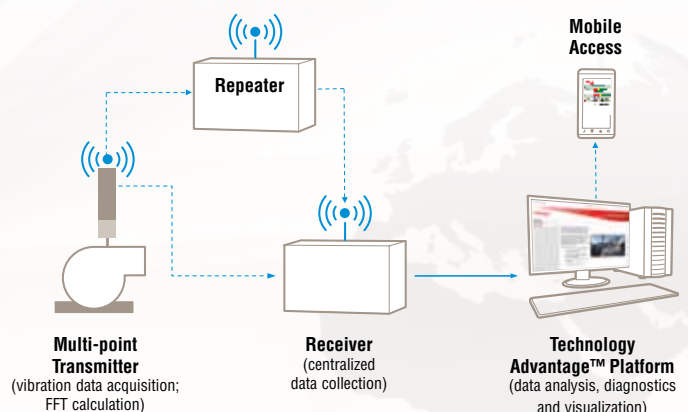 Mobile
Access
Repeater
Multi-point
Transmitter
(vibration data acquisition;
FFT calculation)
Receiver
(centralized
data collection)
Technology
Advantage™ Platform
(data analysis, diagnostics
and visualization)